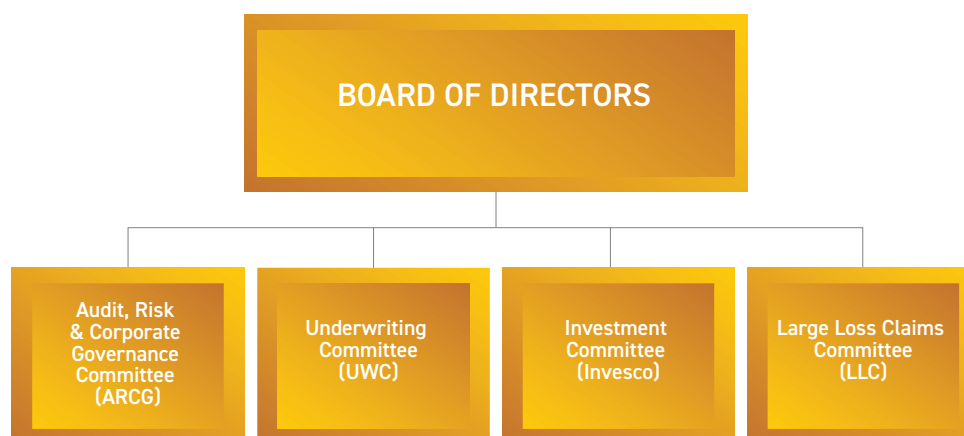 BOARD OF DIRECTORS
Audit, Risk
& Corporate
Governance
Committee
(ARCG)
Underwriting
Committee
(UWC)
Investment
Committee
(Invesco)
Large Loss Claims
Committee
(LLC)